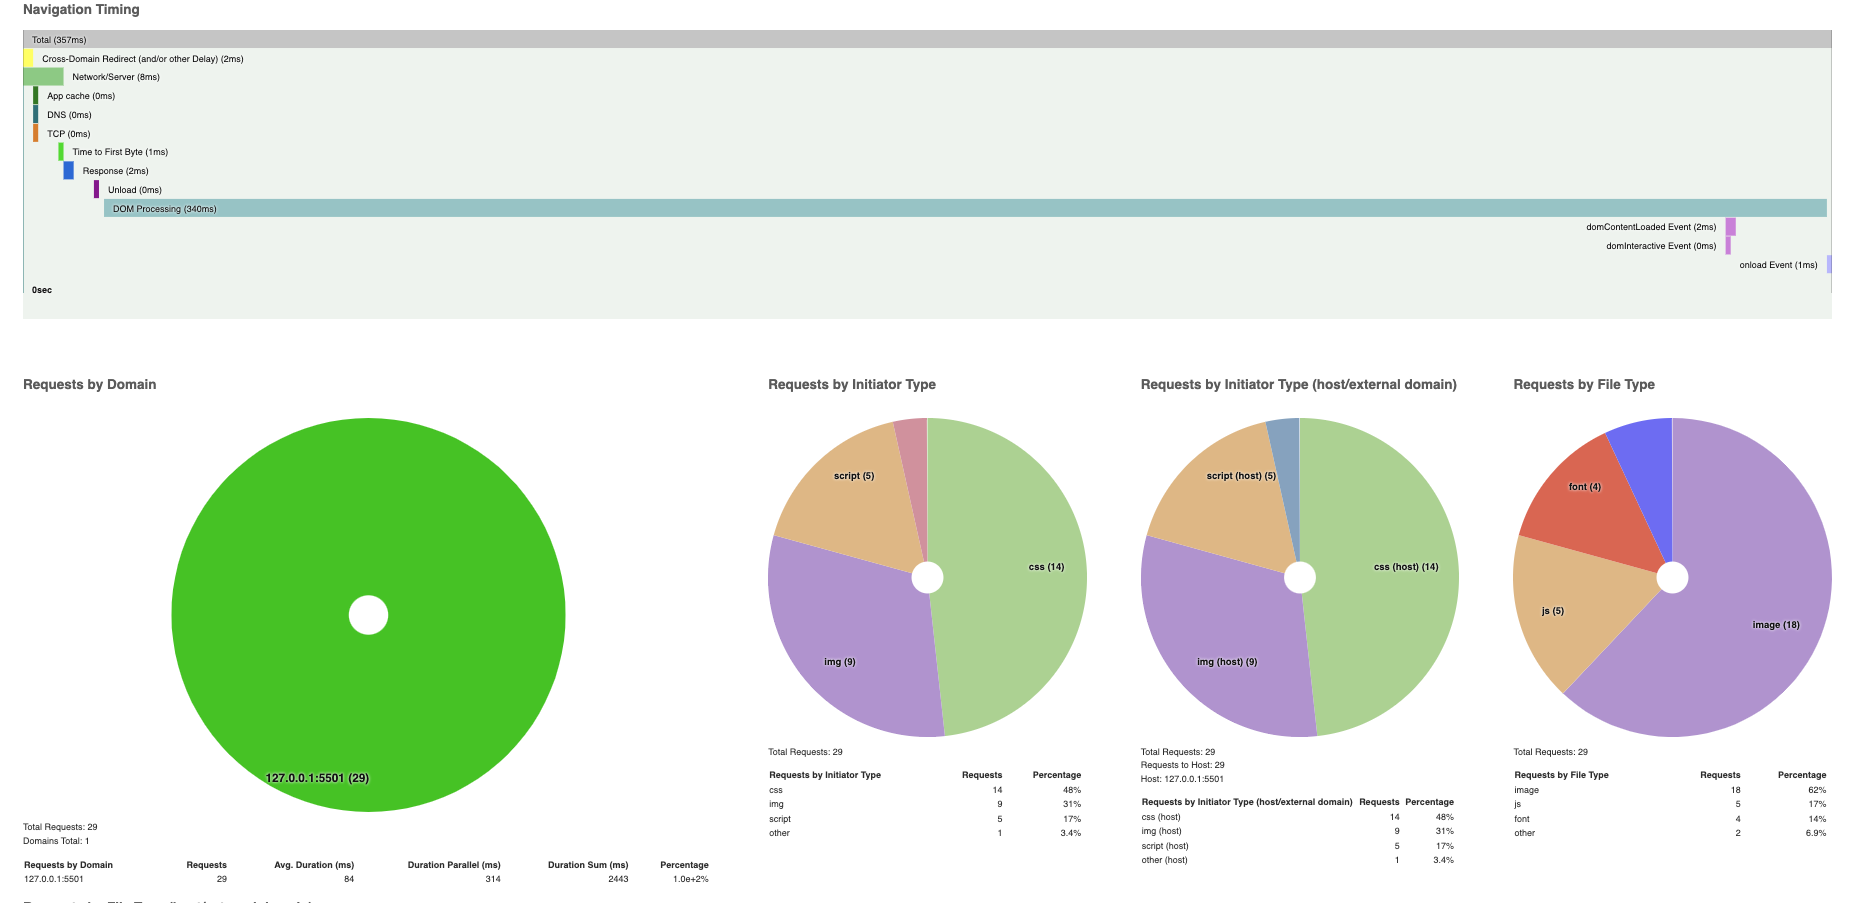 Navigation Timing
Total (357ms)
Cross-Domain Redirect (and/or other Delay) (2ms)
Network/Server (8ms)
App cache (0ms)
DNS (0ms)
TCP (0ms)
Time to First Byte (1ms)
Response (2ms)
Unload (0ms)
DOM Processing (340ms)
domContentLoaded Event (2ms)
domInteractive Event (0ms)
onload Event (1ms)
0sec
Requests by Domain
127.0.0.1:5501 (29)
Total Requests: 29
Domains Total: 1
Requests by Domain Requests Avg. Duration (ms) Duration Parallel (ms) Duration Sum (ms) Percentage
127.0.0.1:5501 29 84 314 2443 1.0e+2%
Requests by Initiator Type
script (5)
css (14)
img (9)
Total Requests: 29
Requests by Initiator Type Requests Percentage
css 14 48%
img 9 31%
script 5 17%
other 1 3.4%
Requests by Initiator Type (host/external domain)
script (host) (5)
css (host) (14)
img (host) (9)
Total Requests: 29
Requests to Host: 29
Host: 127.0.0.1:5501
Requests by Initiator Type (host/external domain) Requests Percentage
css (host) 14 48%
img (host) 9 31%
script (host) 5 17%
other (host) 1 3.4%
Requests by File Type
font (4)
js (5)
image (18)
Total Requests: 29
Requests by File Type Requests Percentage
image 18 62%
js 5 17%
font 4 14%
other 2 6.9%